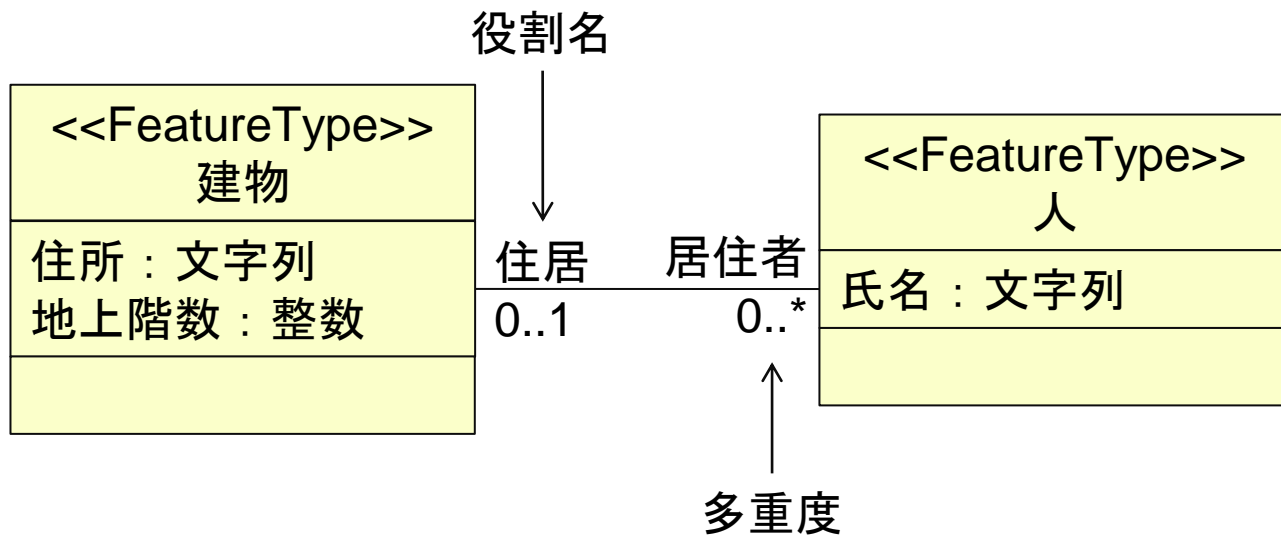 役割名
<<FeatureType>>
建物
住所：文字列
地上階数：整数
住居
0..1
居住者
0..*
<<FeatureType>>
人
氏名：文字列
多重度